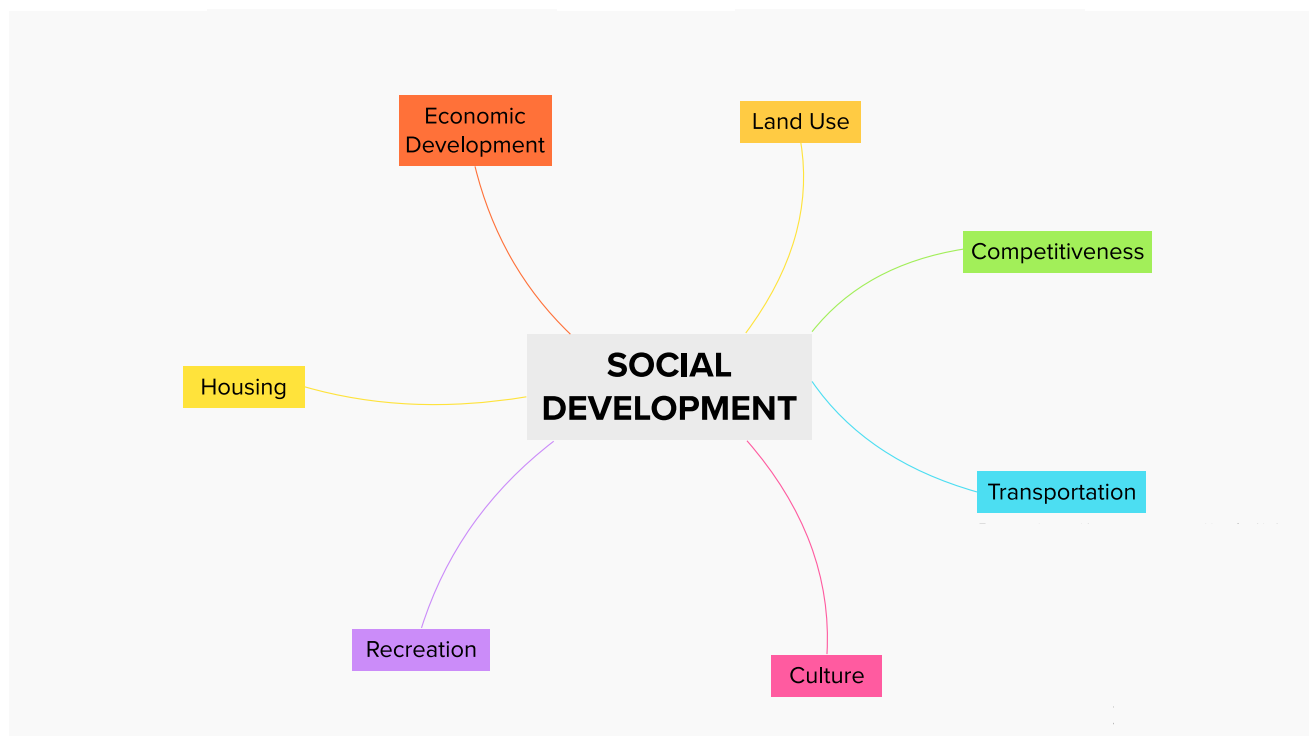 Economic
Development
Land Use
Competitiveness
SOCIAL
DEVELOPMENT
Housing
Transportation
Recreation
Culture